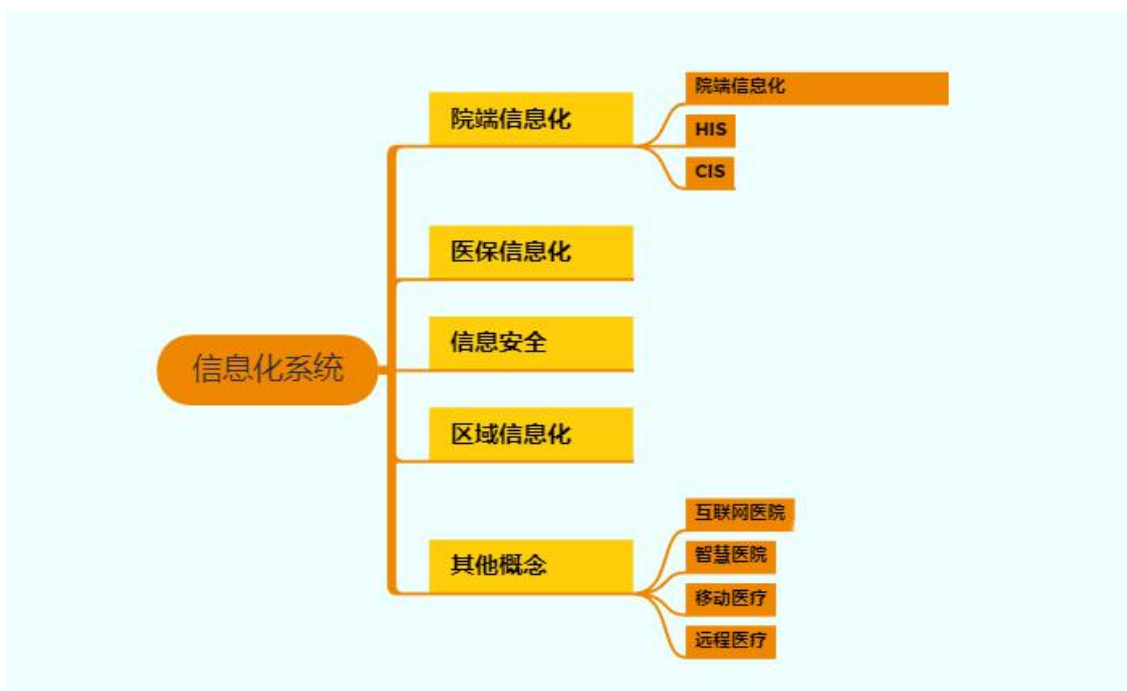 信息化系统
院端信息化
院端信息化
HIS
CIS
医保信息化
信息安全
区域信息化
其他概念
互联网医院
智慧医院
移动医疗
远程医疗